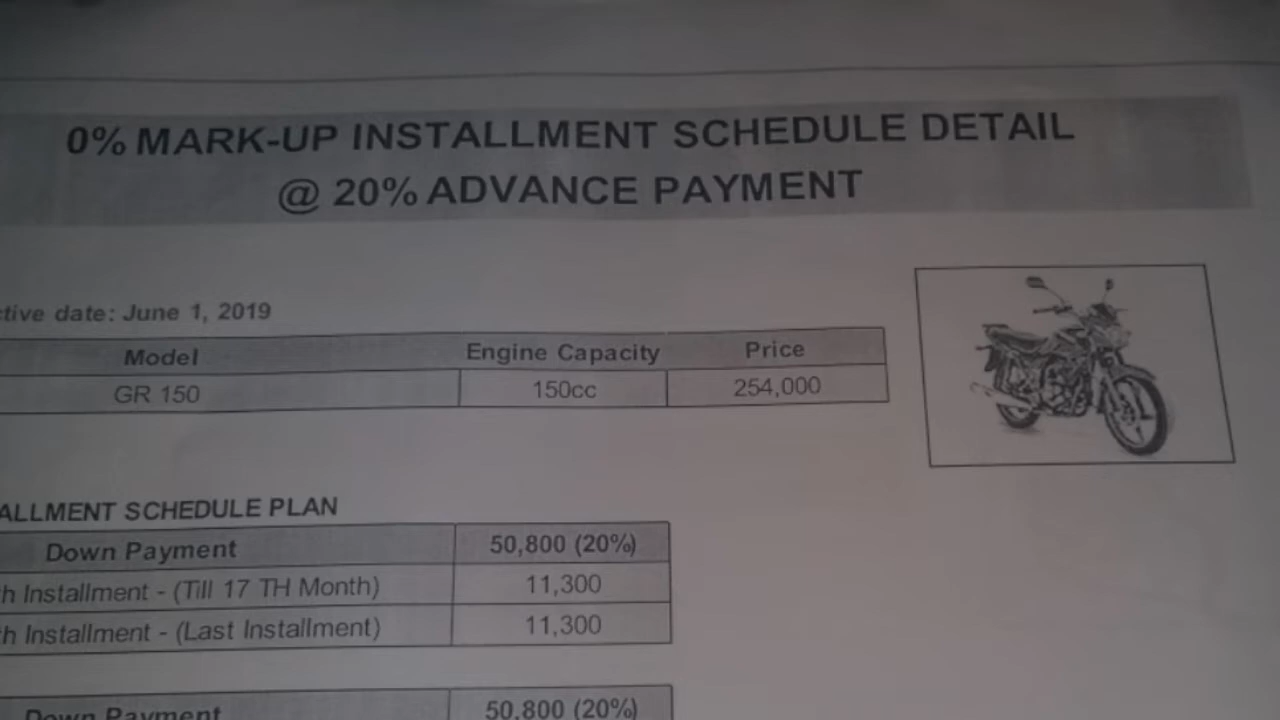 0% MARK-UP INSTALLMENT SCHEDULE DETAIL
@ 20% ADVANCE PAYMENT
ctive date: June 1, 2019
Model Engine Capacity Price
GR 150 150cc 254,000
ALLMENT SCHEDULE PLAN
Down Payment 50,800 (20%)
h Installment - (Till 17 TH Month) 11,300
h Installment - (Last Installment) 11,300
Down Payment 50,800 (20%)